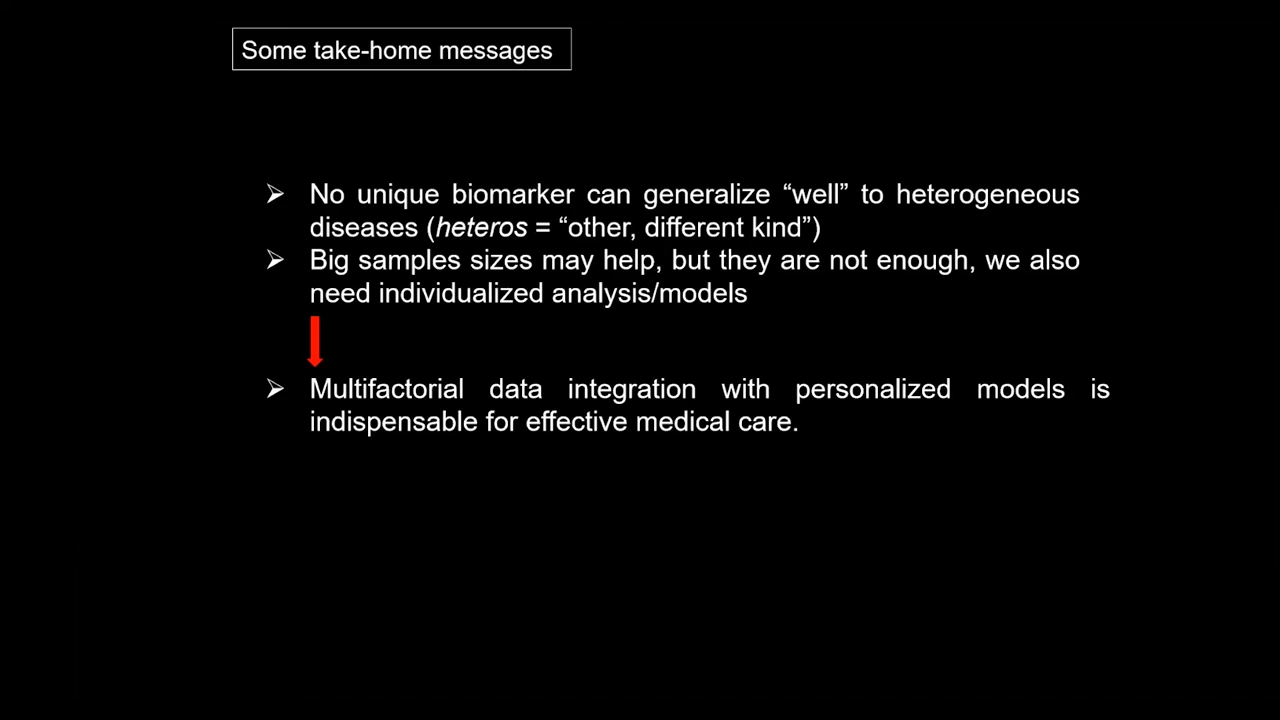 Some take-home messages
➢ No unique biomarker can generalize “well” to heterogeneous
diseases (heteros = “other, different kind”)
➢ Big samples sizes may help, but they are not enough, we also
need individualized analysis/models
➢ Multifactorial data integration with personalized models is
indispensable for effective medical care.